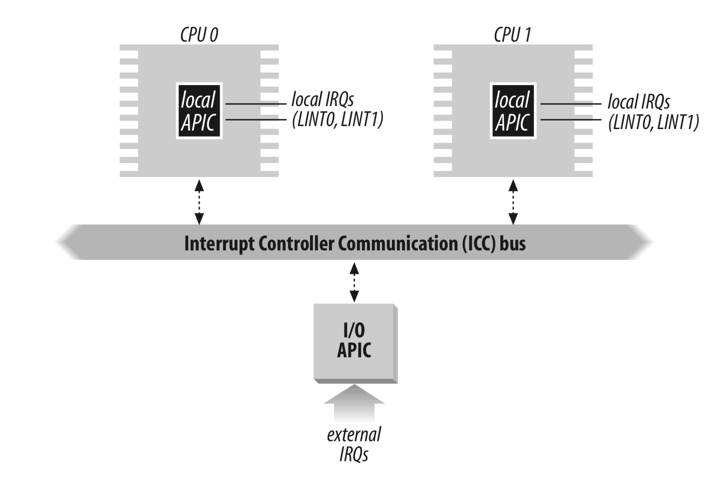 CPU 0
CPU 1
local
APIC
local IRQs
(LINT0, LINT1)
local
APIC
local IRQs
(LINT0, LINT1)
Interrupt Controller Communication (ICC) bus
I/O
APIC
external
IRQs